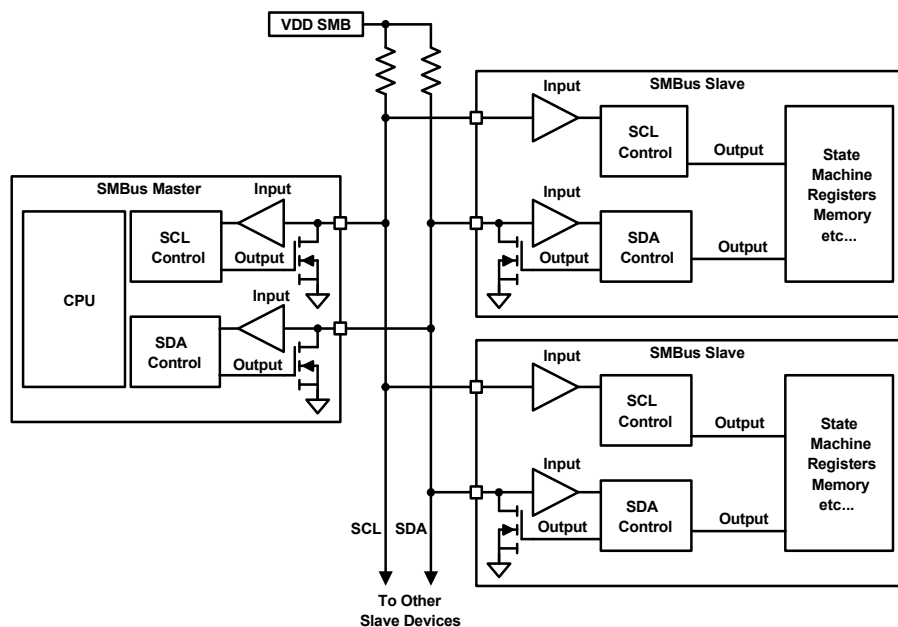 VDD SMB
SMBus Master
CPU
SCL
Control
Input
Output
SDA
Control
Input
Output
SCL
SDA
To Other
Slave Devices
SMBus Slave
Input
SCL
Control
Output
Input
SDA
Control
Output
Output
State
Machine
Registers
Memory
etc...
SMBus Slave
Input
SCL
Control
Output
Input
SDA
Control
Output
Output
State
Machine
Registers
Memory
etc...